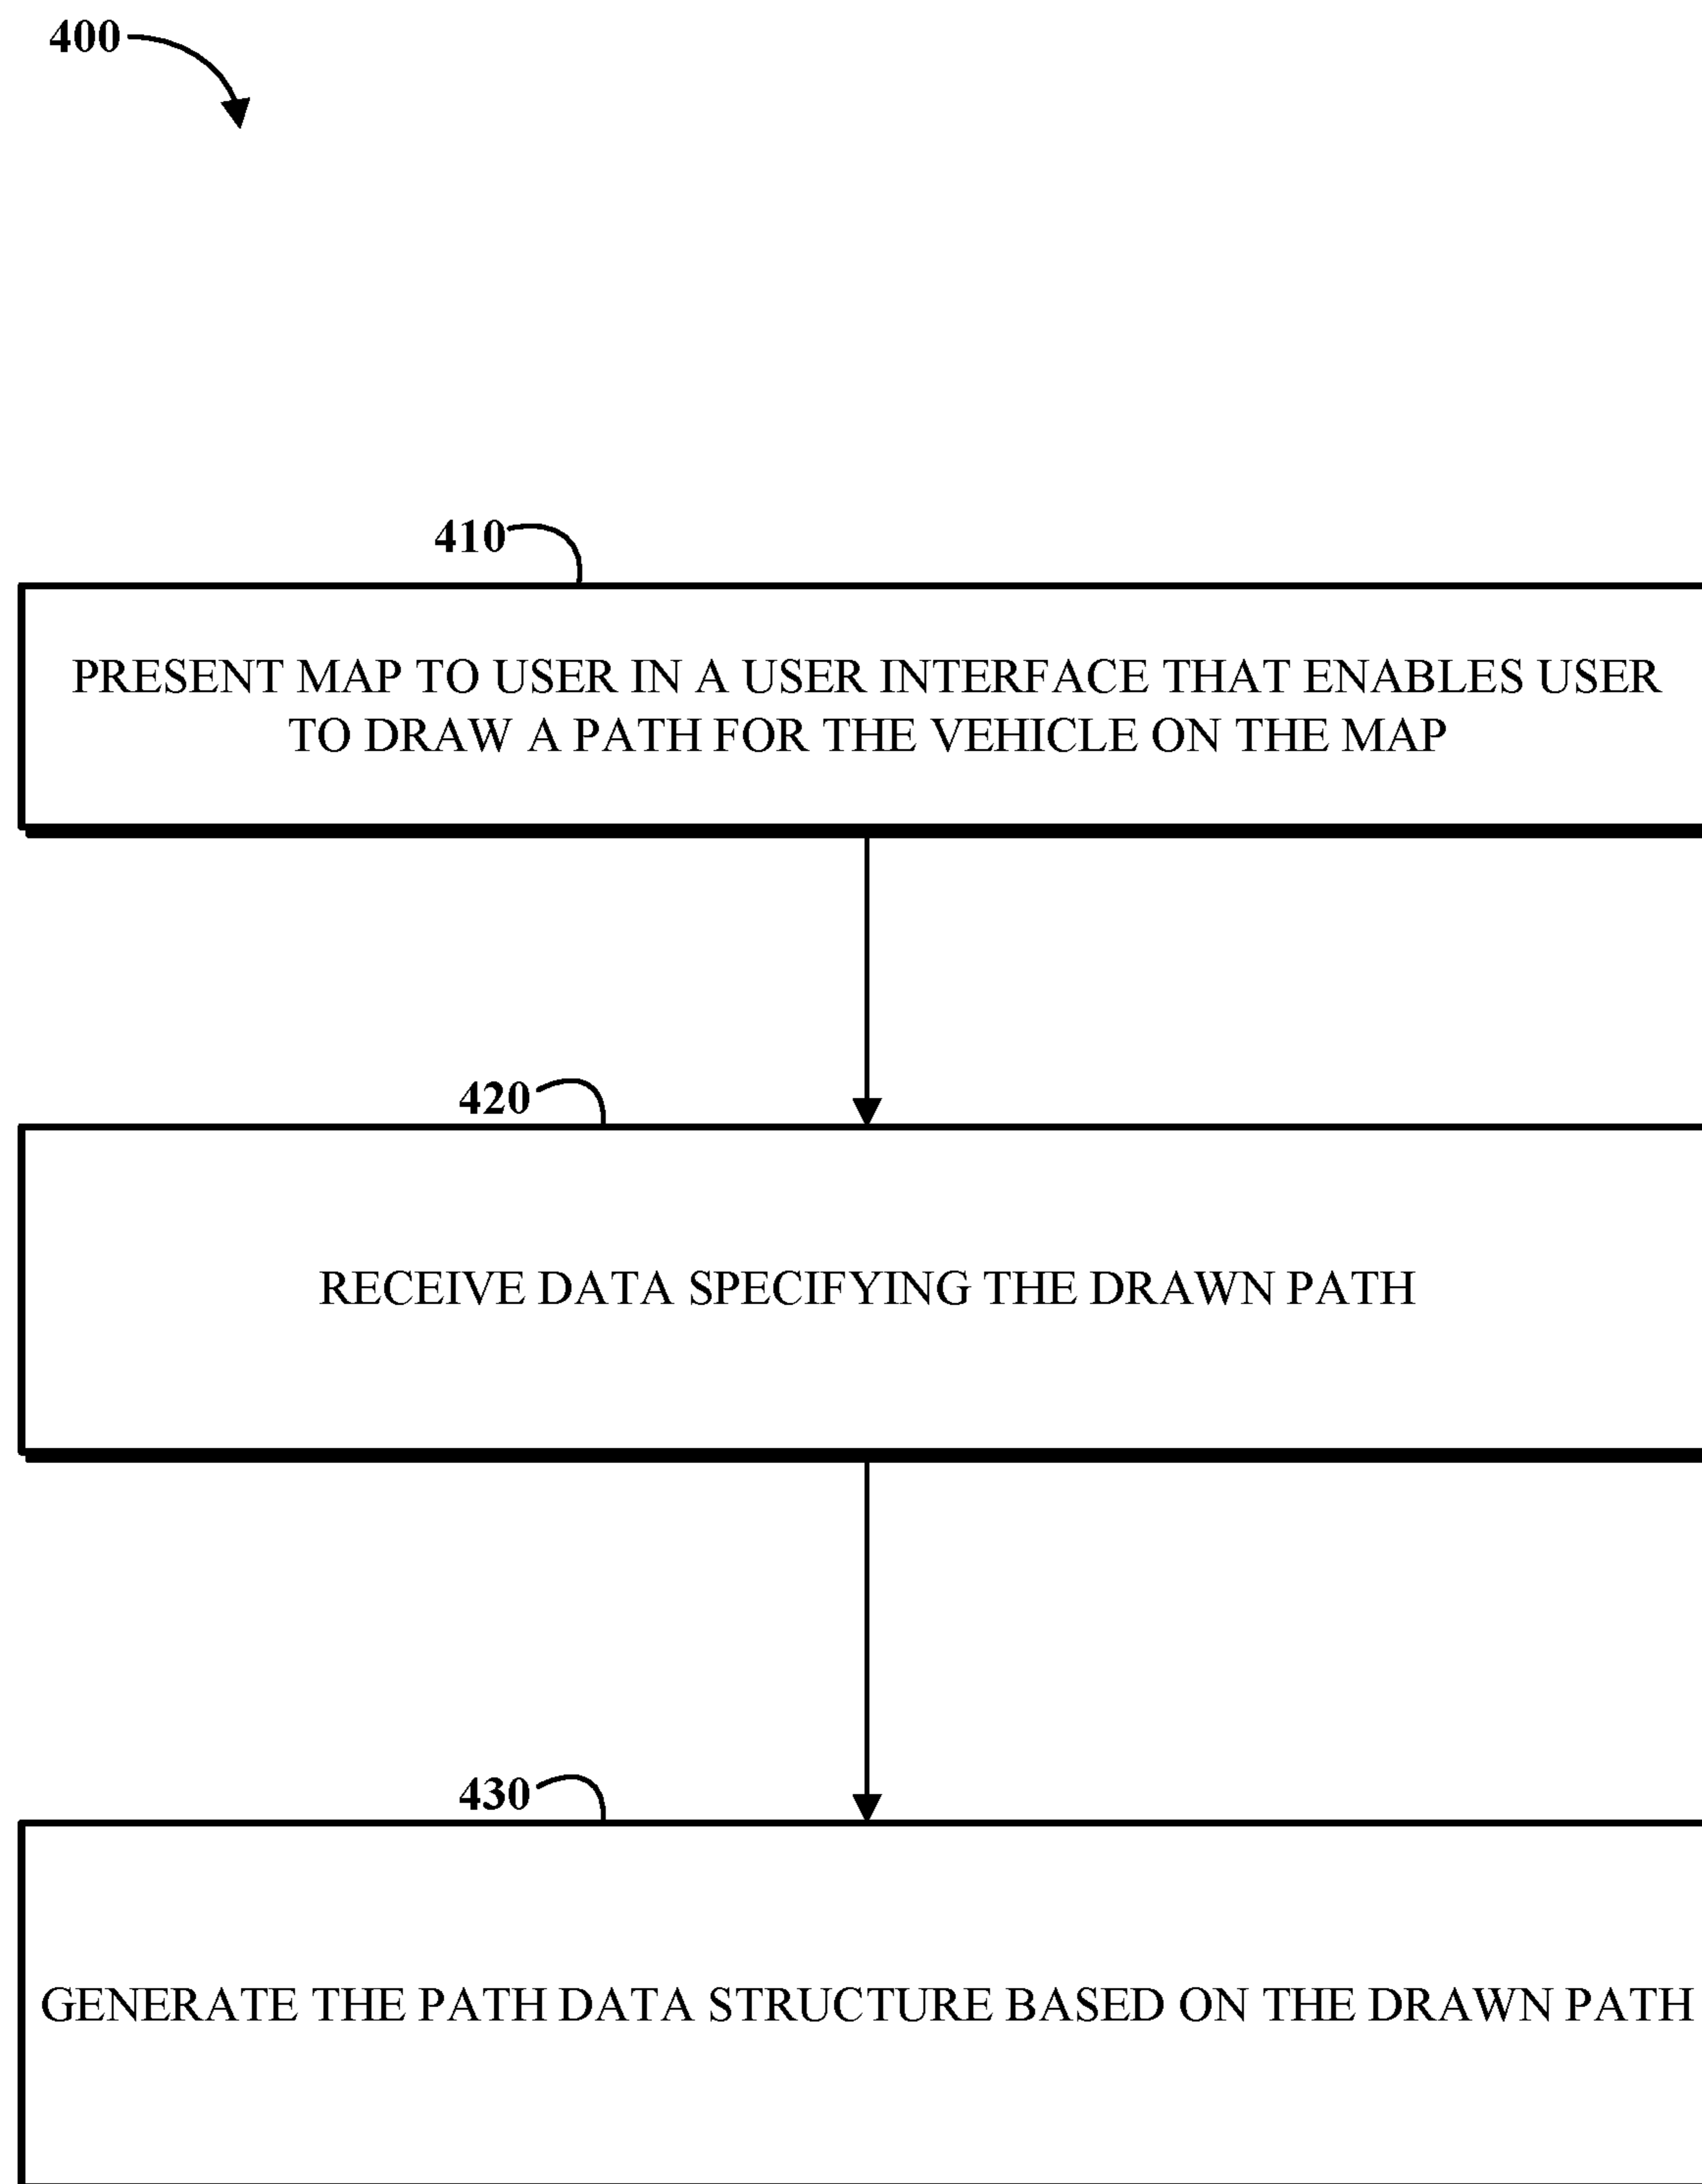 400
410
PRESENT MAP TO USER IN A USER INTERFACE THAT ENABLES USER
TO DRAW A PATH FOR THE VEHICLE ON THE MAP
420
RECEIVE DATA SPECIFYING THE DRAWN PATH
430
GENERATE THE PATH DATA STRUCTURE BASED ON THE DRAWN PATH